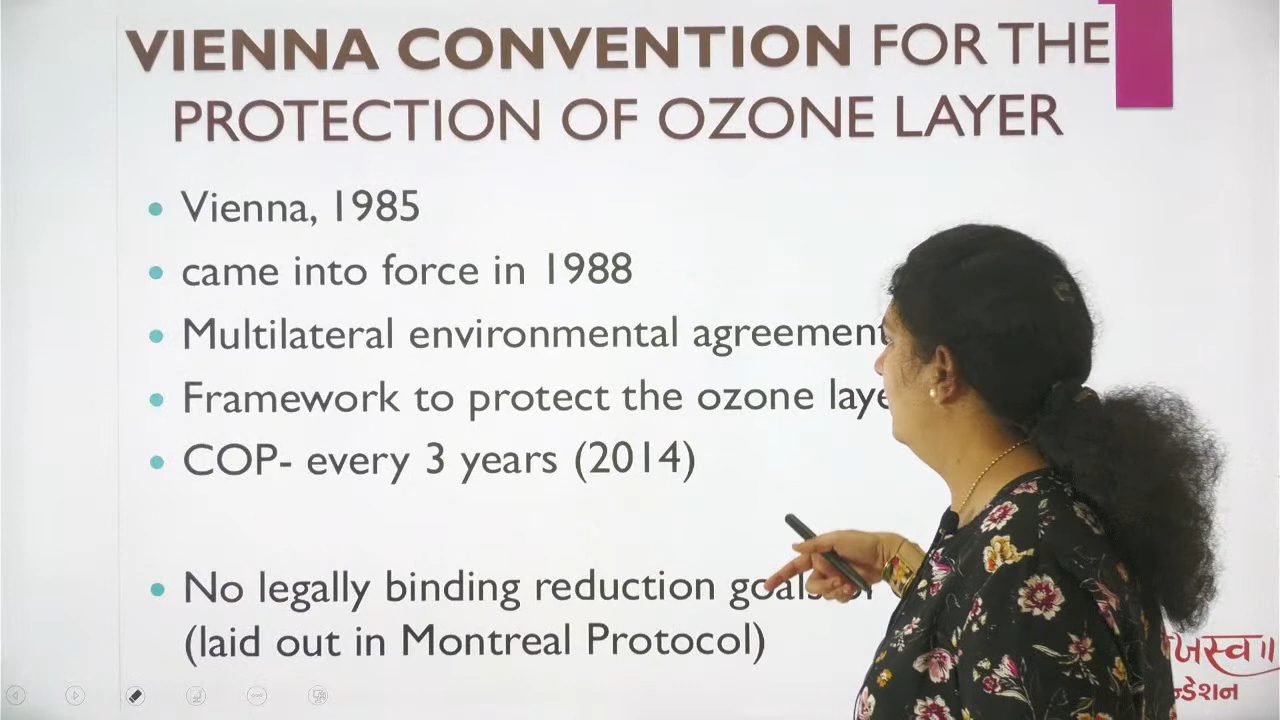 VIENNA CONVENTION FOR THE
PROTECTION OF OZONE LAYER
• Vienna, 1985
• came into force in 1988
• Multilateral environmental agreement
• Framework to protect the ozone laye
• COP- every 3 years (2014)
• No legally binding reduction goals
(laid out in Montreal Protocol)